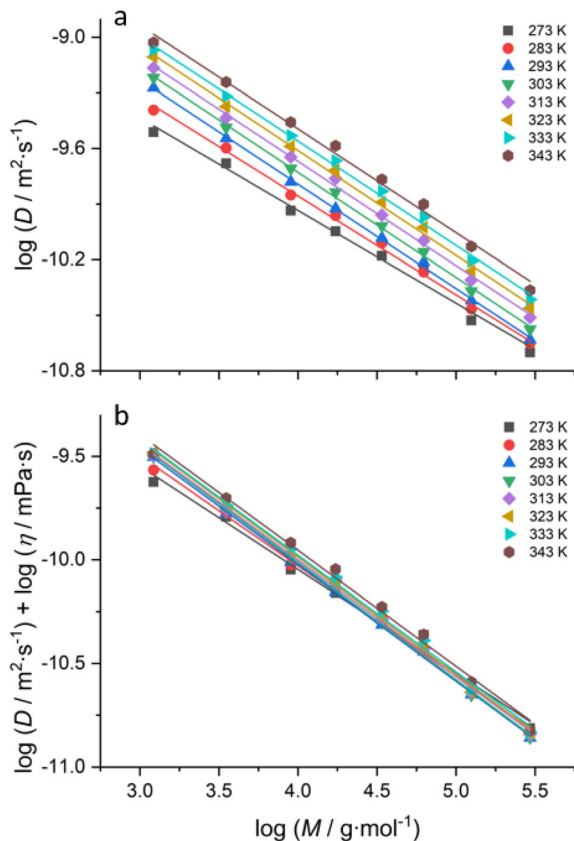 a
273 K
283 K
293 K
303 K
313 K
323 K
333 K
343 K
-9.0
-9.6
-10.2
-10.8
log (D / m²·s⁻¹)
b
273 K
283 K
293 K
303 K
313 K
323 K
333 K
343 K
-9.5
-10.0
-10.5
-11.0
log (D / m²·s⁻¹) + log (η / mPa·s)
3.0 3.5 4.0 4.5 5.0 5.5
log (M / g·mol⁻¹)